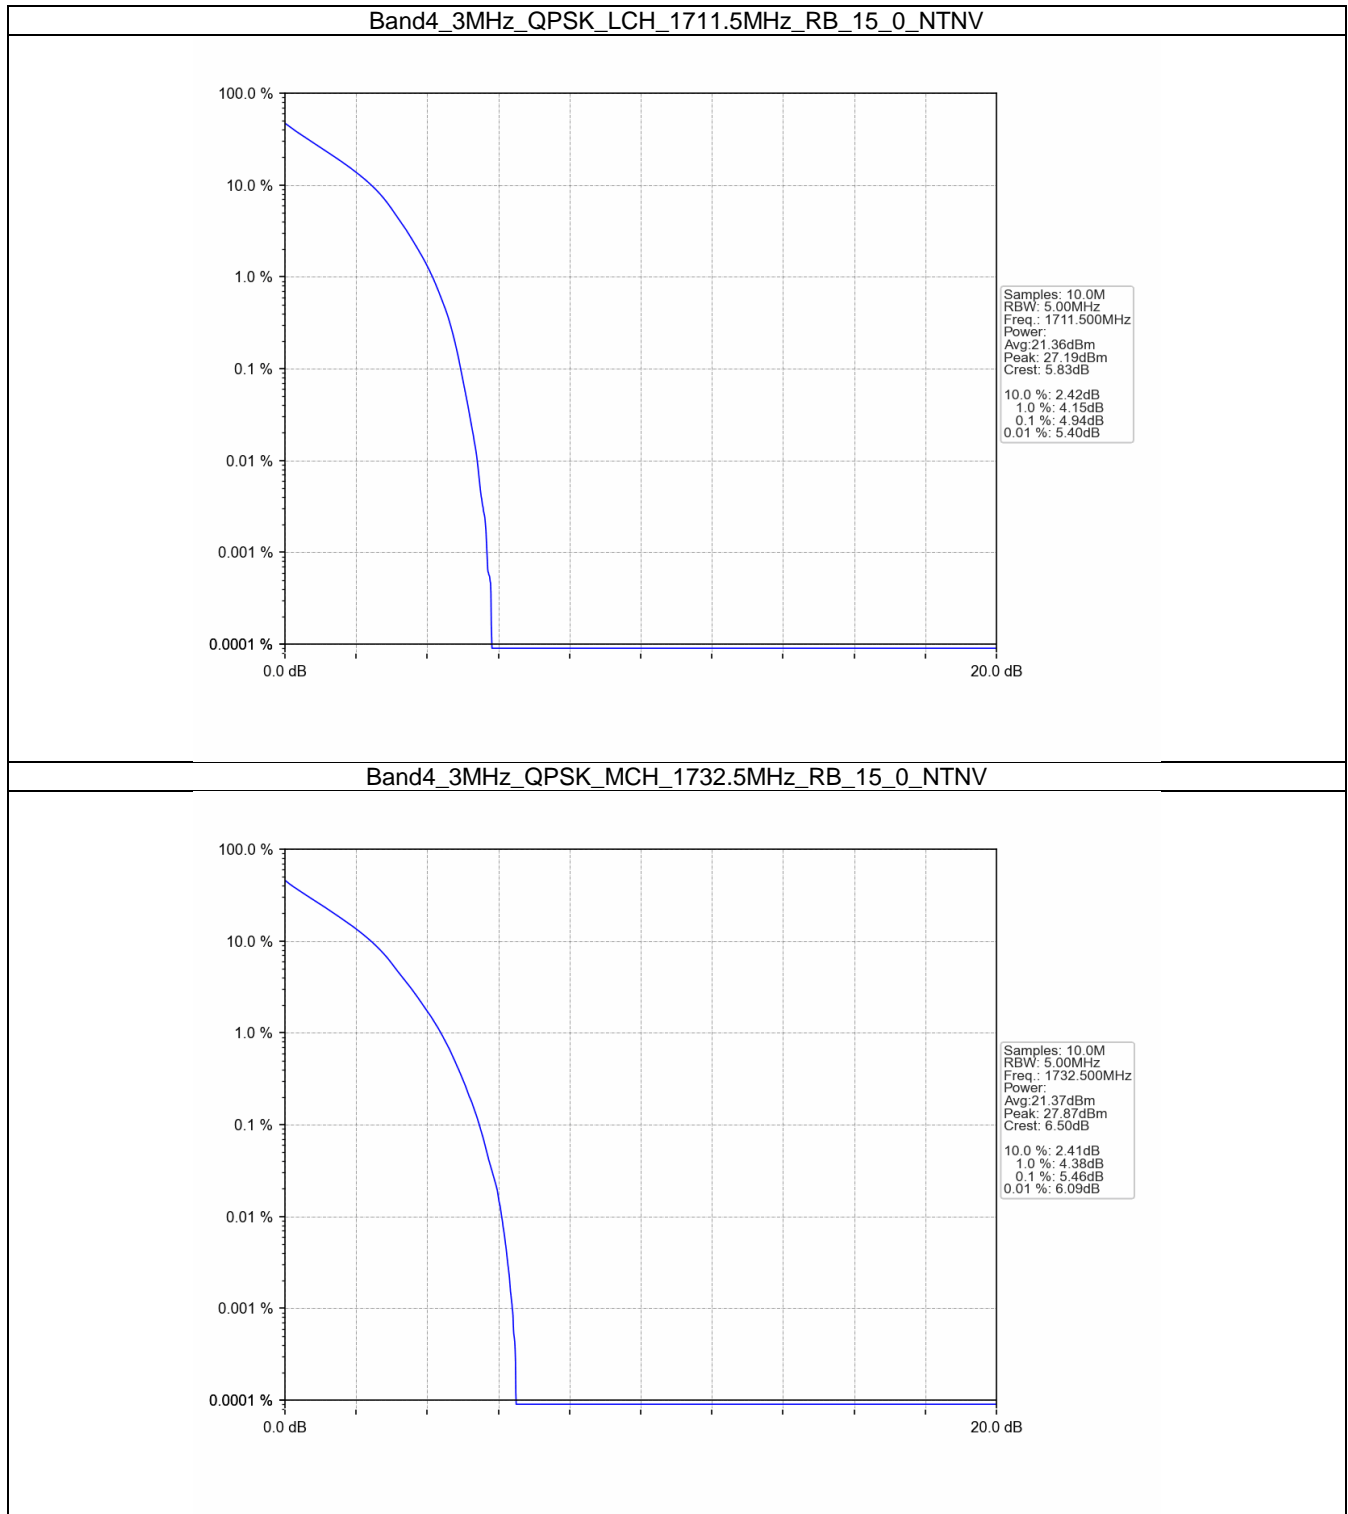 Band4_3MHz_QPSK_LCH_1711.5MHz_RB_15_0_NTNV
100.0 %
10.0 %
1.0 %
0.1 %
0.01 %
0.001 %
0.0001 %
0.0 dB
20.0 dB
Samples: 10.0M
RBW: 5.00MHz
Freq.: 1711.500MHz
Power:
Avg:21.36dBm
Peak: 27.19dBm
Crest: 5.83dB
10.0 %: 2.42dB
1.0 %: 4.15dB
0.1 %: 4.94dB
0.01 %: 5.40dB
Band4_3MHz_QPSK_MCH_1732.5MHz_RB_15_0_NTNV
100.0 %
10.0 %
1.0 %
0.1 %
0.01 %
0.001 %
0.0001 %
0.0 dB
20.0 dB
Samples: 10.0M
RBW: 5.00MHz
Freq.: 1732.500MHz
Power:
Avg:21.37dBm
Peak: 27.87dBm
Crest: 6.50dB
10.0 %: 2.41dB
1.0 %: 4.38dB
0.1 %: 5.46dB
0.01 %: 6.09dB